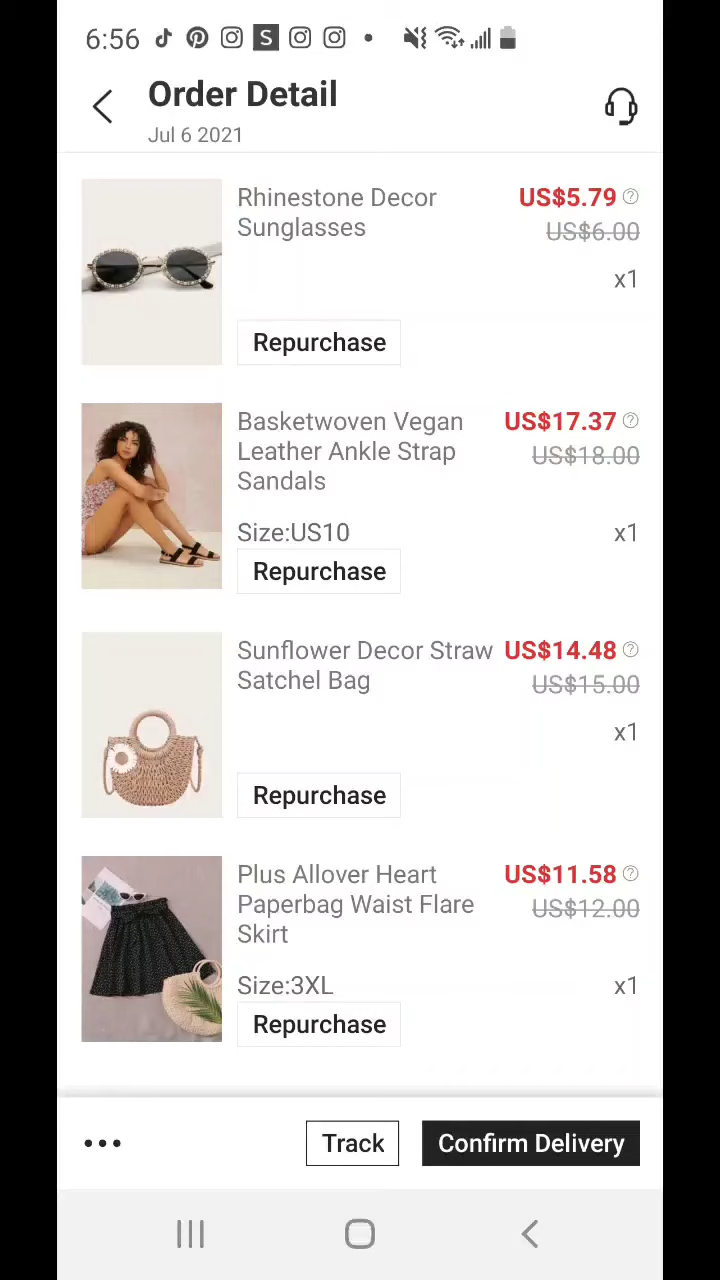 6:56
Order Detail
Jul 6 2021
Rhinestone Decor US$5.79
Sunglasses US$6.00
x1
Repurchase
Basketwoven Vegan US$17.37
Leather Ankle Strap US$18.00
Sandals
Size:US10 x1
Repurchase
Sunflower Decor Straw US$14.48
Satchel Bag US$15.00
x1
Repurchase
Plus Allover Heart US$11.58
Paperbag Waist Flare US$12.00
Skirt
Size:3XL x1
Repurchase
Track Confirm Delivery